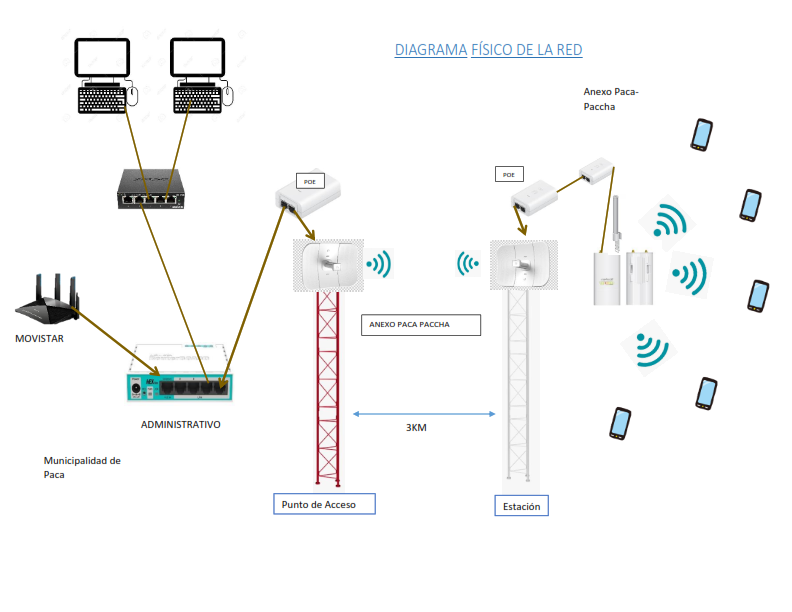 DIAGRAMA FÍSICO DE LA RED
Anexo Paca-
Paccha
POE
POE
MOVISTAR
ANEXO PACA PACCHA
ADMINISTRATIVO
3KM
Municipalidad de
Paca
Punto de Acceso
Estación